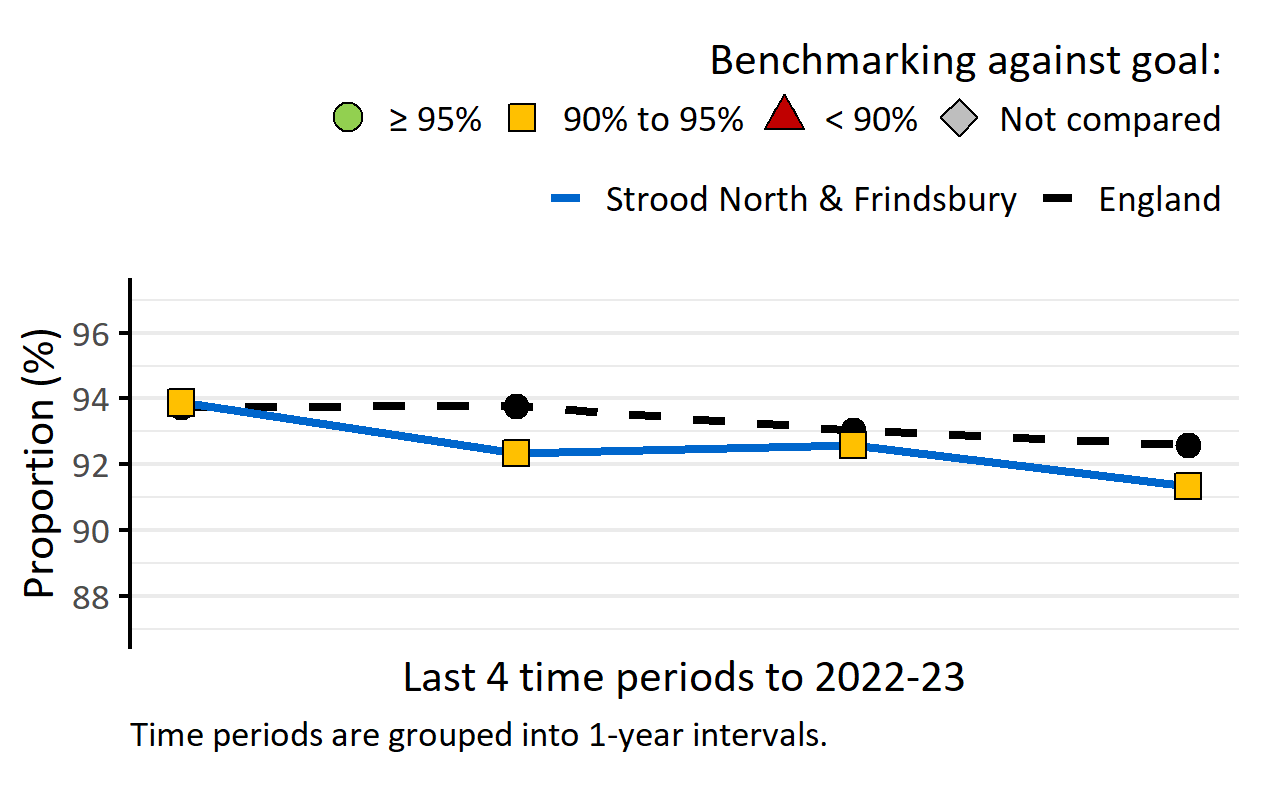 Benchmarking against goal:
≥ 95% 90% to 95% < 90% Not compared
Strood North & Frindsbury England
Proportion (%)
96
94
92
90
88
Last 4 time periods to 2022-23
Time periods are grouped into 1-year intervals.